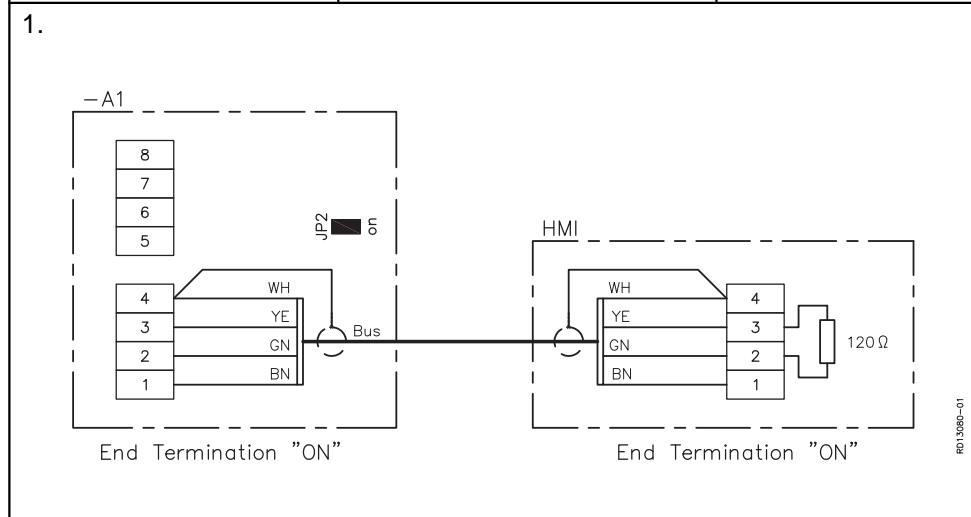 1.
—A1
8
7
6
5
JP2
on
HMI
4
WH
3
YE
2
GN
1
BN
Bus
WH
4
YE
3
GN
2
BN
1
120Ω
End Termination "ON"
End Termination "ON"
RD13080-01